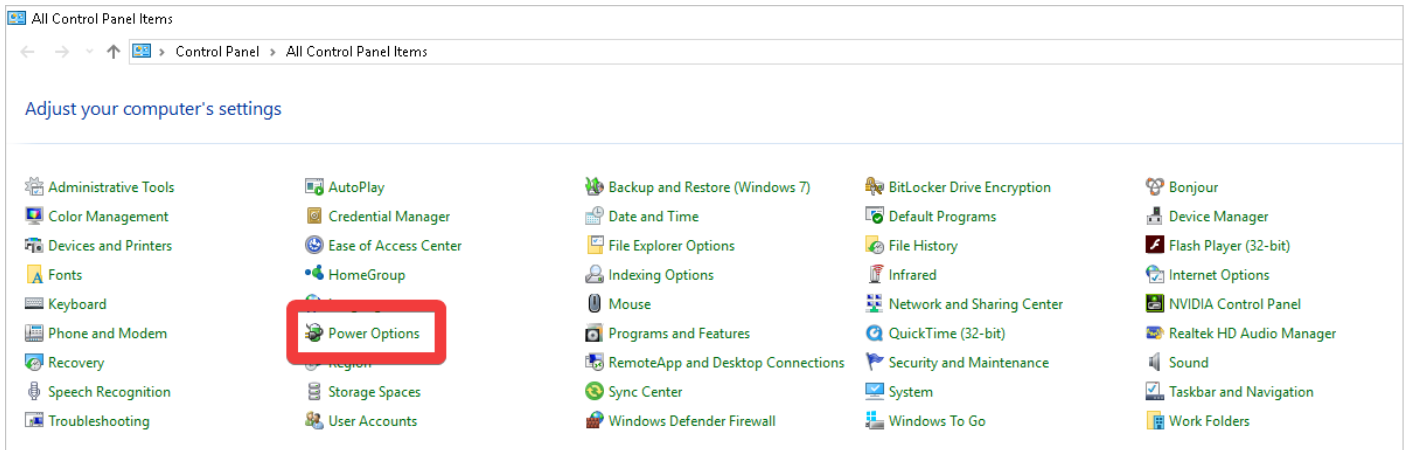 All Control Panel Items
Control Panel > All Control Panel Items
Adjust your computer's settings
Administrative Tools AutoPlay Backup and Restore (Windows 7) BitLocker Drive Encryption Bonjour
Color Management Credential Manager Date and Time Default Programs Device Manager
Devices and Printers Ease of Access Center File Explorer Options File History Flash Player (32-bit)
Fonts HomeGroup Indexing Options Infrared Internet Options
Keyboard Mouse Network and Sharing Center NVIDIA Control Panel
Phone and Modem Power Options Programs and Features QuickTime (32-bit) Realtek HD Audio Manager
Recovery Region RemoteApp and Desktop Connections Security and Maintenance Sound
Speech Recognition Storage Spaces Sync Center System Taskbar and Navigation
Troubleshooting User Accounts Windows Defender Firewall Windows To Go Work Folders